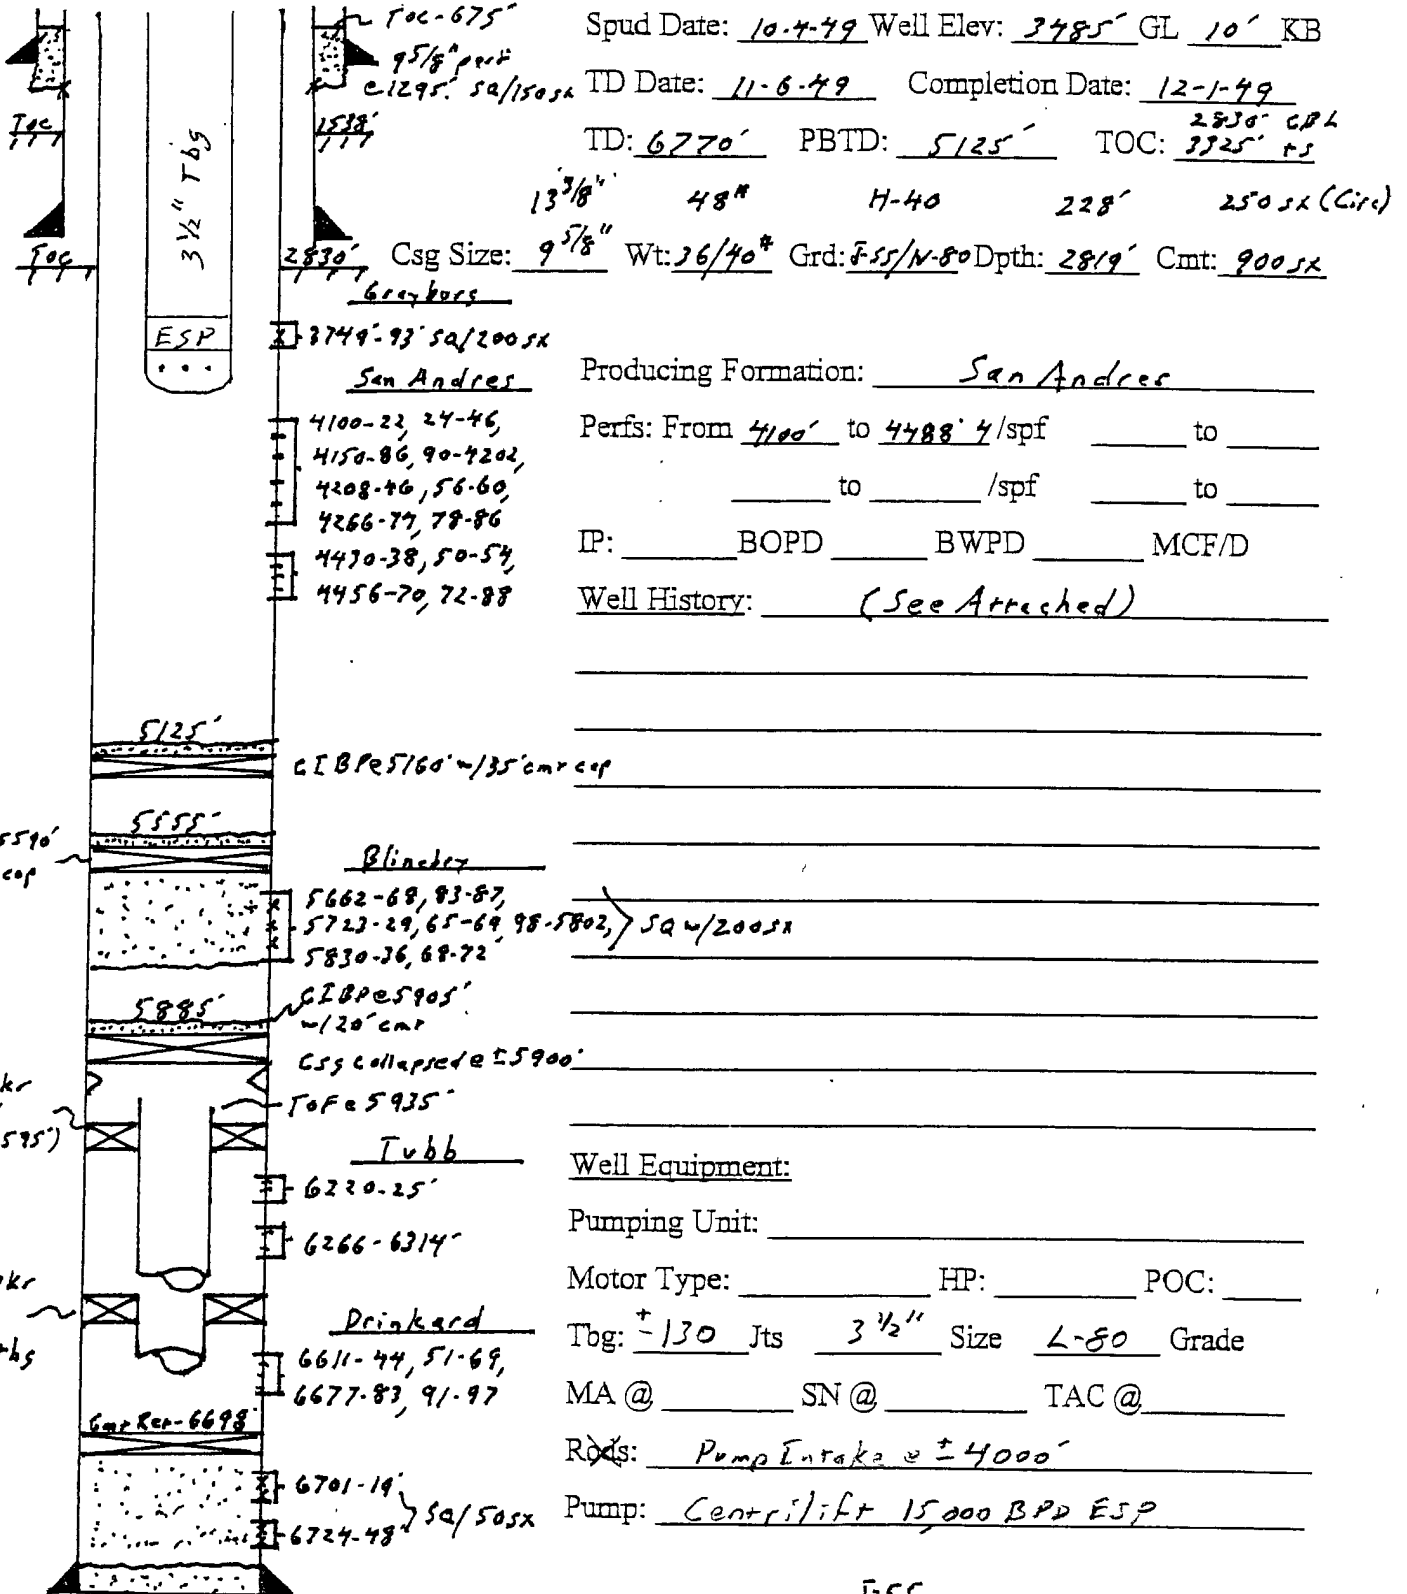 TOC-675'
9 5/8" perf
@1295' SQ/150sx
TOC
1538'
3 1/2" Tbg
TOC
2830'
Spud Date: 10-4-49 Well Elev: 3485' GL 10' KB
TD Date: 11-6-49 Completion Date: 12-1-49
2830' CBL
TD: 6770' PBTD: 5125' TOC: 3325' TS
13 3/8" 48# H-40 228' 250 sx (Circ)
Csg Size: 9 5/8" Wt: 36/40# Grd: J-55/N-80 Dpth: 2819' Cmt: 900 sx
Grayburg
ESP
3749'-93' SQ/200 sx
San Andres
4100-22, 24-46,
4150-86, 90-4202,
4208-46, 56-60,
4266-74, 78-86
4430-38, 50-54,
4456-70, 72-88
Producing Formation: San Andres
Perfs: From 4100' to 4488' 4/spf to
to /spf to
IP: BOPD BWPD MCF/D
Well History: (See Attached)
5125'
CIBP@5160' w/35' cmt cap
5555'
5590'
cap
Blinebry
5662-68, 83-87,
5723-29, 65-69, 98-5802, SQ w/200sx
5830-36, 68-72'
5885'
CIBP@5905'
w/20' cmt
Csg collapsed @ ±5900'
kr
TOF@5935'
595')
Tubb
6220-25'
6266-6314'
kr
Drinkard
tbg
6611-44, 51-69,
6677-83, 91-97
Cmt Ret-6698'
6701-19'
SQ/50sx
6724-48'
Well Equipment:
Pumping Unit:
Motor Type: HP: POC:
Tbg: ±130 Jts 3 1/2" Size L-80 Grade
MA @ SN @ TAC @
Rods: Pump Intake @ ±4000'
Pump: Centrilift 15,000 BPD ESP
J-55